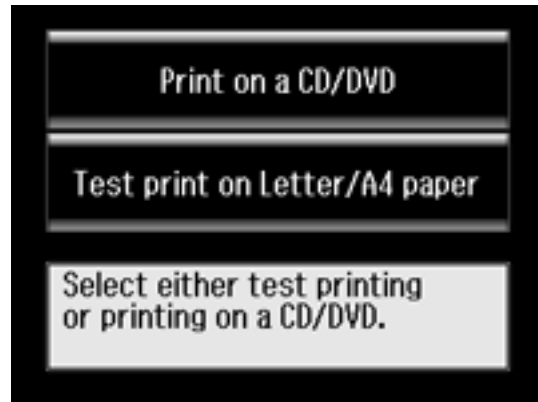 Print on a CD/DVD
Test print on Letter/A4 paper
Select either test printing
or printing on a CD/DVD.